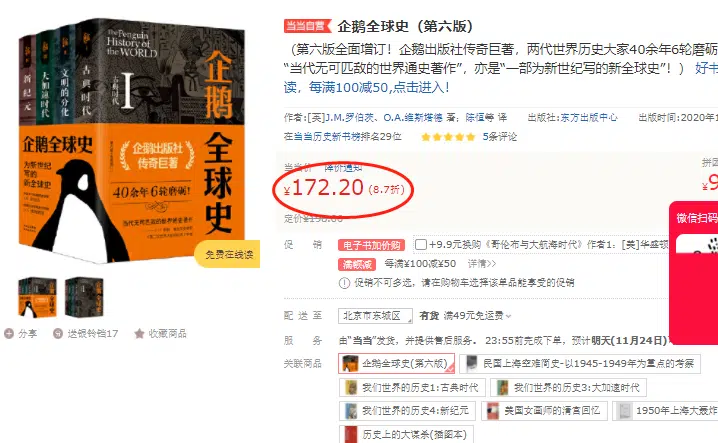 当当自营 企鹅全球史（第六版）
（第六版全面增订！企鹅出版社传奇巨著，两代世界历史大家40余年6轮磨砺
“当代无可匹敌的世界通史著作”，亦是“一部为新世纪写的新全球史”！） 好书
读，每满100减50,点击进入!
作者:[英]J.M.罗伯茨、O.A.维斯塔德 著；陈恒等 译 出版社:东方出版中心 出版时间:2020年1
在当当历史新书榜排名29位 5条评论
当当价 降价通知
¥172.20 (8.7折)
定价¥198.00
拼团
¥9
微信扫码
促 销 电子书加价购 +9.9元换购《哥伦布与大航海时代》作者1：[美]华盛顿
满额减 每满¥100减¥50 详情>>
促销不可多选，请在购物车选择该单品能享受的促销
配 送 至 北京市东城区 有货 满49元免运费
服 务 由“当当”发货，并提供售后服务。 23:55前完成下单，预计明天(11月24日)
关联商品 企鹅全球史(第六版) 民国上海空难简史-以1945-1949年为重点的考察
我们世界的历史1:古典时代 我们世界的历史3:大加速时代
我们世界的历史4:新纪元 美国女画师的清宫回忆 1950年上海大轰炸
历史上的大谋杀(插图本)
The Penguin
History of
the WORLD
I
古典时代
企鹅全球史
企鹅出版社
传奇巨著
40余年6轮磨砺!
新纪元
大加速时代
文明的分化
古典时代
企鹅全球史
为新世纪
写的
新全球史
免费在线读
分享 送银铃铛17 收藏商品